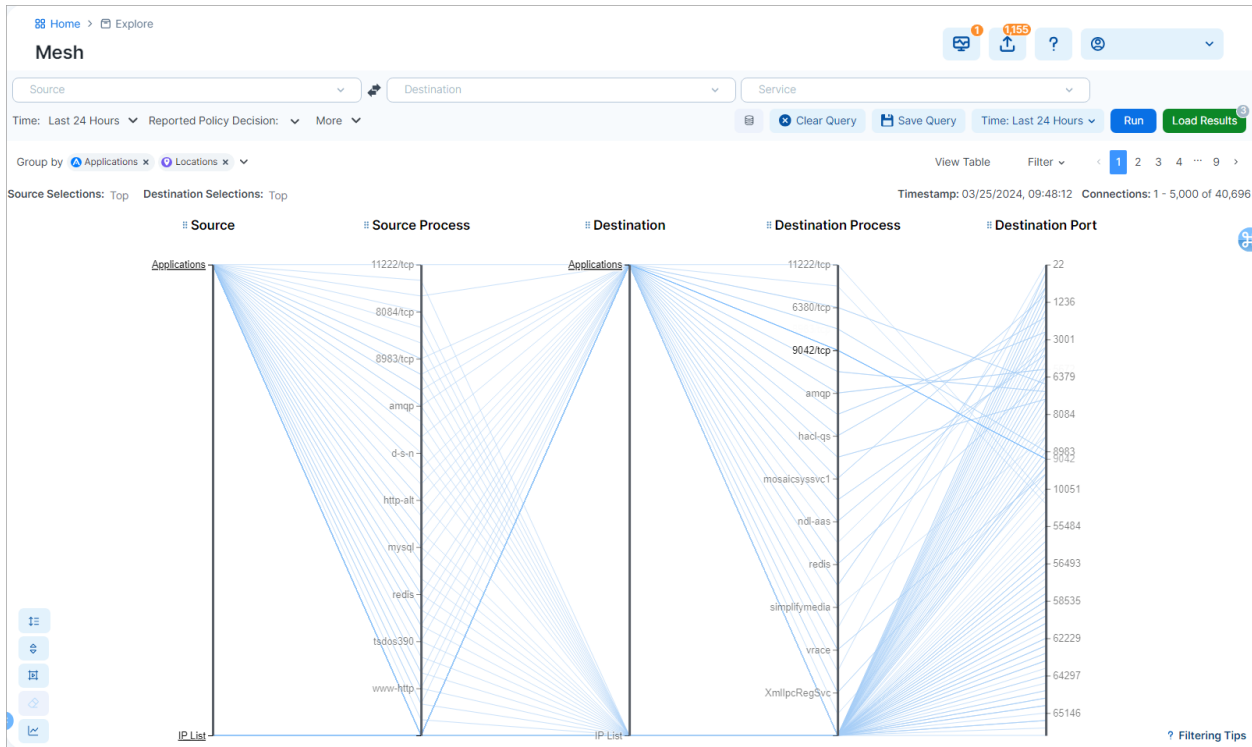 Home > Explore
Mesh
1
1,155
?
Source
Destination
Service
Time: Last 24 Hours
Reported Policy Decision:
More
Clear Query
Save Query
Time: Last 24 Hours
Run
Load Results
3
Group by Applications × Locations ×
View Table
Filter
‹ 1 2 3 4 ··· 9 ›
Source Selections: Top Destination Selections: Top
Timestamp: 03/25/2024, 09:48:12 Connections: 1 - 5,000 of 40,696
Source
Source Process
Destination
Destination Process
Destination Port
Applications
IP List
11222/tcp
8084/tcp
8983/tcp
amqp
d-s-n
http-alt
mysql
redis
tsdos390
www-http
Applications
IP List
11222/tcp
6380/tcp
9042/tcp
amqp
hacl-qs
mosaicsyssvc1
ndl-aas
redis
simplifymedia
vrace
XmlIpcRegSvc
22
1236
3001
6379
8084
8983
9042
10051
55484
56493
58535
62229
64297
65146
? Filtering Tips